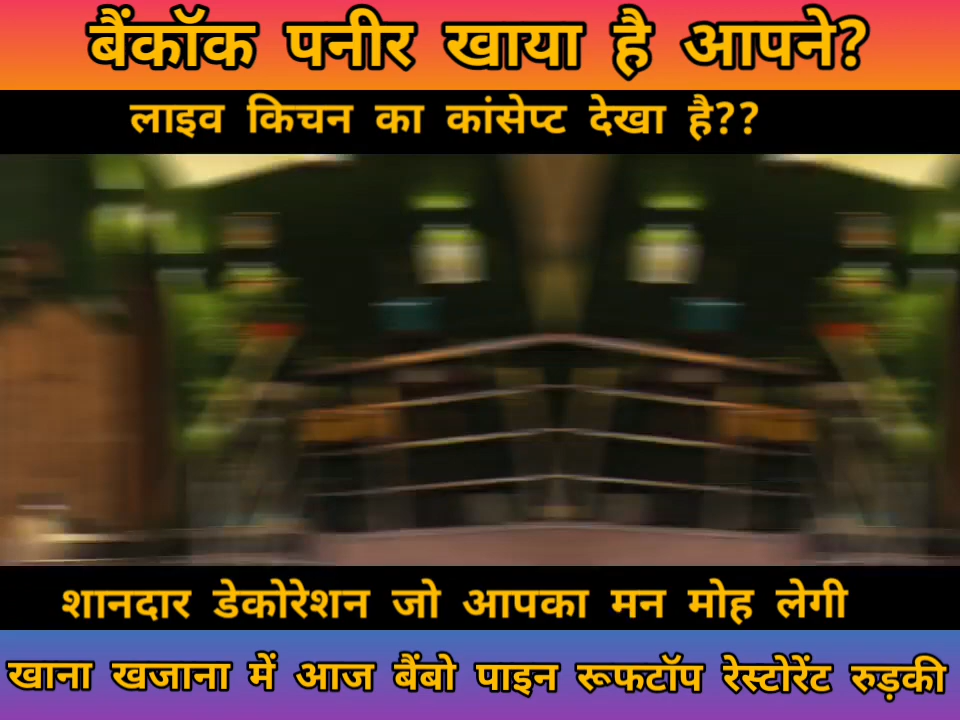 बैंकॉक पनीर खाया है आपने?
लाइव किचन का कांसेप्ट देखा है??
शानदार डेकोरेशन जो आपका मन मोह लेगी
खाना खजाना में आज बैंबो पाइन रूफटॉप रेस्टोरेंट रुड़की